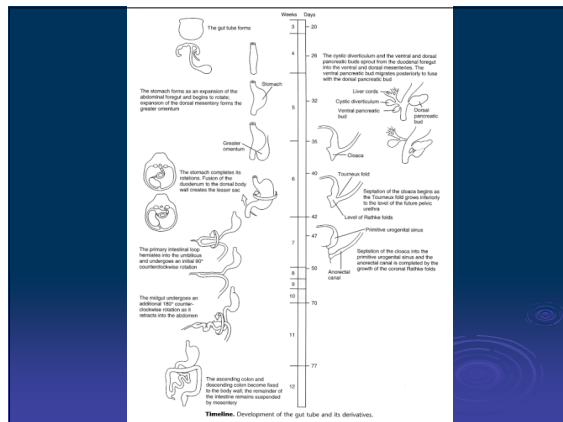 Weeks Days
3
20
The gut tube forms
4
26
The cystic diverticulum and the ventral and dorsal
pancreatic buds sprout from the duodenal foregut
into the ventral and dorsal mesenteries. The
ventral pancreatic bud migrates posteriorly to fuse
with the dorsal pancreatic bud
Stomach
The stomach forms as an expansion of the
abdominal foregut and begins to rotate;
expansion of the dorsal mesentery forms the
greater omentum
5
32
Liver cords
Cystic diverticulum
Ventral pancreatic
bud
Dorsal
pancreatic
bud
Greater
omentum
35
Cloaca
The stomach completes its
rotations. Fusion of the
duodenum to the dorsal body
wall creates the lesser sac
6
40
Tourneux fold
Septation of the cloaca begins as
the Tourneux fold grows inferiorly
to the level of the future pelvic
urethra
42
Level of Rathke folds
47
Primitive urogenital sinus
7
The primary intestinal loop
herniates into the umbilicus
and undergoes an initial 90°
counterclockwise rotation
Septation of the cloaca into the
primitive urogenital sinus and the
anorectal canal is completed by the
growth of the coronal Rathke folds
50
8
Anorectal
canal
9
10
70
The midgut undergoes an
additional 180° counter-
clockwise rotation as it
retracts into the abdomen
11
77
The ascending colon and
descending colon become fixed
to the body wall; the remainder of
the intestine remains suspended
by mesentery
12
Timeline. Development of the gut tube and its derivatives.